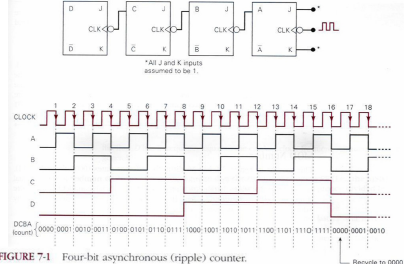 D J C J B J A J *
CLK CLK CLK CLK
D K C K B K A K *
*All J and K inputs
assumed to be 1.
1 2 3 4 5 6 7 8 9 10 11 12 13 14 15 16 17 18
CLOCK
A
B
C
D
DCBA
(count)
0000 0001 0010 0011 0100 0101 0110 0111 1000 1001 1010 1011 1100 1101 1110 1111 0000 0001 0010
FIGURE 7-1 Four-bit asynchronous (ripple) counter.
Recycle to 0000